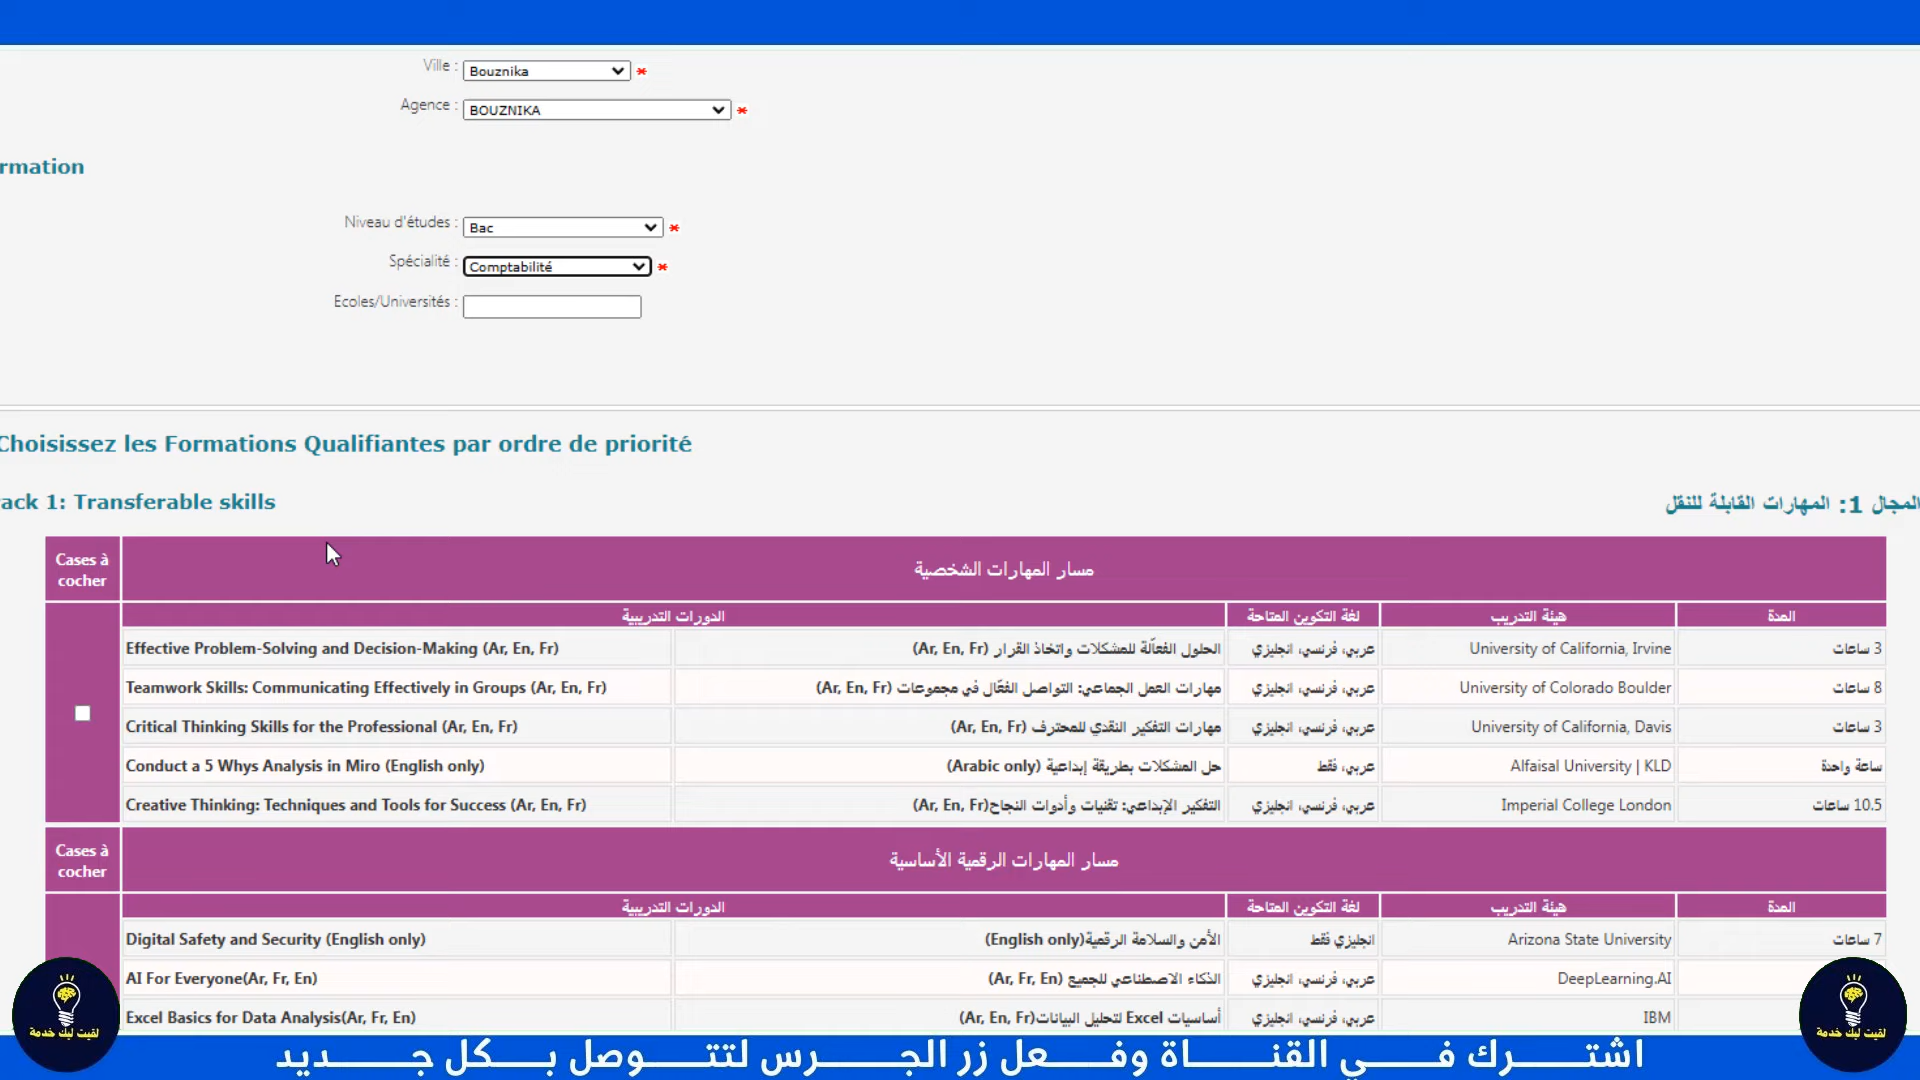 Ville : Bouznika *
Agence : BOUZNIKA *
rmation
Niveau d'études : Bac *
Spécialité : Comptabilité *
Ecoles/Universités :
Choisissez les Formations Qualifiantes par ordre de priorité
ack 1: Transferable skills المجال 1: المهارات القابلة للنقل
Cases à cocher مسار المهارات الشخصية
الدورات التدريبية لغة التكوين المتاحة هيئة التدريب المدة
Effective Problem-Solving and Decision-Making (Ar, En, Fr) الحلول الفعّالة للمشكلات واتخاذ القرار (Ar, En, Fr) عربي، فرنسي، انجليزي University of California, Irvine 3 ساعات
Teamwork Skills: Communicating Effectively in Groups (Ar, En, Fr) مهارات العمل الجماعي: التواصل الفعّال في مجموعات (Ar, En, Fr) عربي، فرنسي، انجليزي University of Colorado Boulder 8 ساعات
Critical Thinking Skills for the Professional (Ar, En, Fr) مهارات التفكير النقدي للمحترف (Ar, En, Fr) عربي، فرنسي، انجليزي University of California, Davis 3 ساعات
Conduct a 5 Whys Analysis in Miro (English only) حل المشكلات بطريقة إبداعية (Arabic only) عربي، فقط Alfaisal University | KLD ساعة واحدة
Creative Thinking: Techniques and Tools for Success (Ar, En, Fr) التفكير الإبداعي: تقنيات وأدوات النجاح(Ar, En, Fr) عربي، فرنسي، انجليزي Imperial College London 10.5 ساعات
Cases à cocher مسار المهارات الرقمية الأساسية
الدورات التدريبية لغة التكوين المتاحة هيئة التدريب المدة
Digital Safety and Security (English only) الأمن والسلامة الرقمية(English only) انجليزي فقط Arizona State University 7 ساعات
AI For Everyone(Ar, Fr, En) الذكاء الاصطناعي للجميع (Ar, Fr, En) عربي، فرنسي، انجليزي DeepLearning.AI
Excel Basics for Data Analysis(Ar, Fr, En) أساسيات Excel لتحليل البيانات(Ar, En, Fr) عربي، فرنسي، انجليزي IBM
لقيت ليك خدمة
لقيت ليك خدمة
اشترك في القناة وفعل زر الجرس لتتوصل بكل جديد